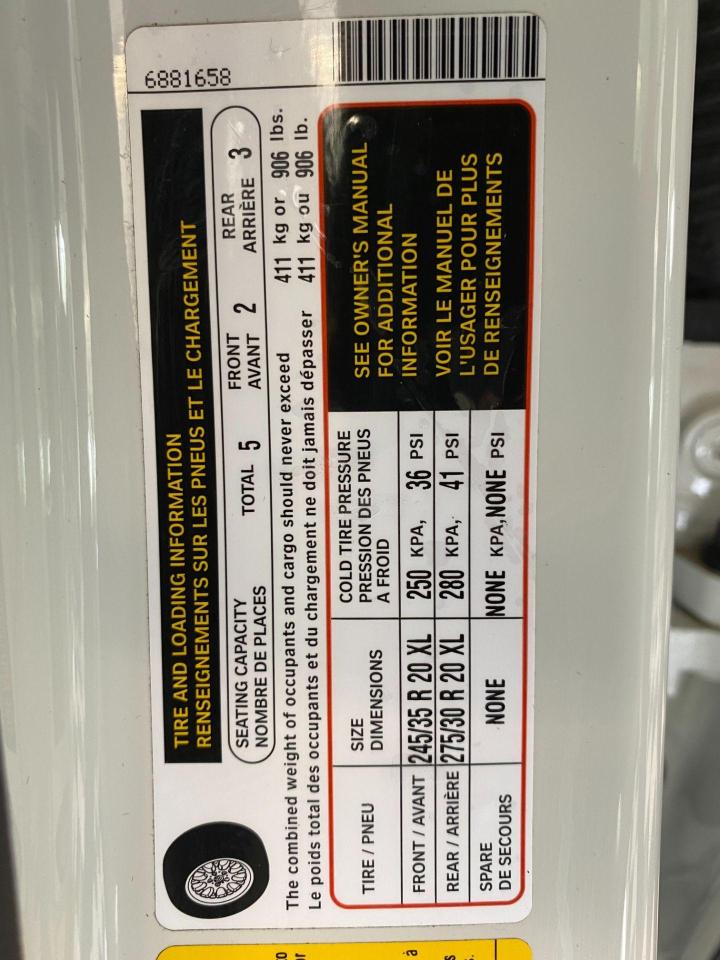 6881658
TIRE AND LOADING INFORMATION
RENSEIGNEMENTS SUR LES PNEUS ET LE CHARGEMENT
SEATING CAPACITY
NOMBRE DE PLACES
TOTAL 5
FRONT
AVANT 2
REAR
ARRIÈRE 3
The combined weight of occupants and cargo should never exceed 411 kg or 906 lbs.
Le poids total des occupants et du chargement ne doit jamais dépasser 411 kg ou 906 lb.
TIRE / PNEU
SIZE
DIMENSIONS
COLD TIRE PRESSURE
PRESSION DES PNEUS
A FROID
FRONT / AVANT 245/35 R 20 XL 250 KPA, 36 PSI
REAR / ARRIÈRE 275/30 R 20 XL 280 KPA, 41 PSI
SPARE
DE SECOURS
NONE NONE KPA, NONE PSI
SEE OWNER'S MANUAL
FOR ADDITIONAL
INFORMATION
VOIR LE MANUEL DE
L'USAGER POUR PLUS
DE RENSEIGNEMENTS